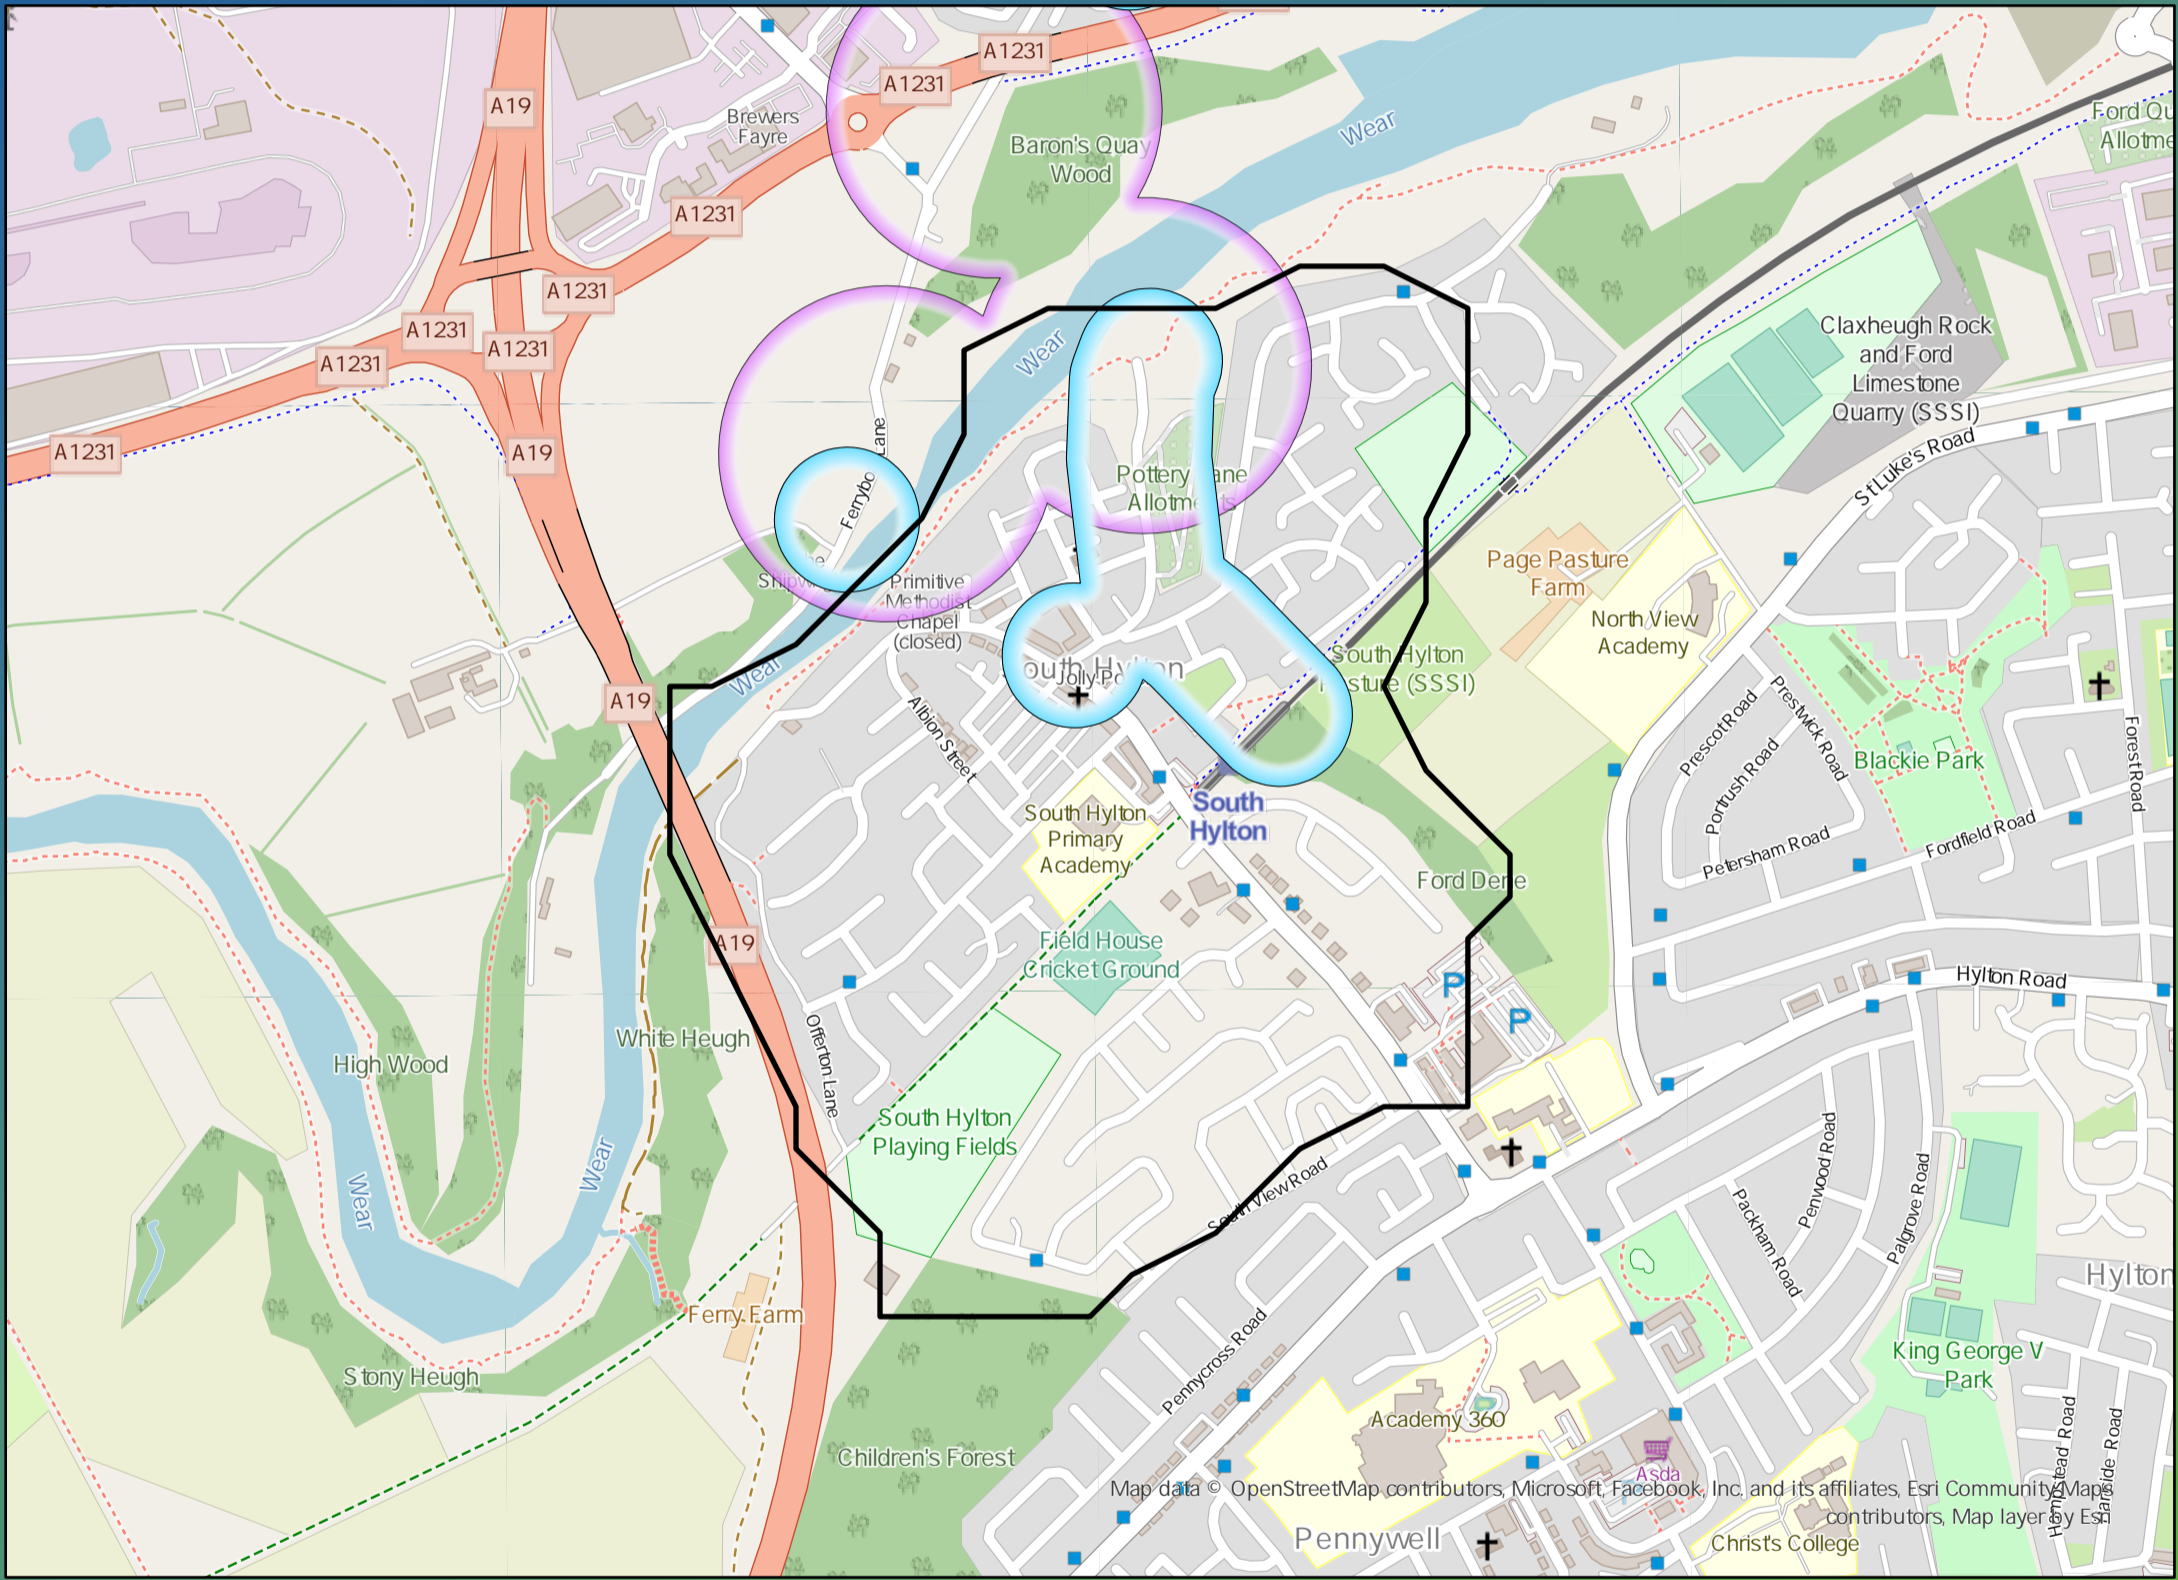 A1231
A1231
A19
Brewers
Fayre
Wear
Ford
Baron's Quay
Wood
A1231
A1231
A1231
A1231
Claxheugh Rock
and Ford
Limestone
Quarry (SSSI)
A1231
A1231
Wear
A19
St Luke's Road
Pottery Lane
Page Pasture
Farm
Primitive
Methodist
Chapel
(closed)
North View
Academy
South Hylton
South Hylton
Pasture (SSSI)
Wear
A19
Albion Street
Prescott Road
Prestwick Road
Portrush Road
Blackie Park
Forest Road
South
Hylton
South Hylton
Primary
Academy
Petersham Road
Fordfield Road
Ford Dene
A19
Field House
Cricket Ground
P
P
Hylton Road
White Heugh
High Wood
Offerton Lane
South Hylton
Playing Fields
Wear
Wear
South View Road
Penwood Road
Packham Road
Palgrove Road
Hylton
Ferry Farm
Stony Heugh
Pennycross Road
King George V
Park
Academy 360
Children's Forest
Asda
Map data © OpenStreetMap contributors, Microsoft, Facebook, Inc. and its affiliates, Esri Community Maps
contributors, Map layer by Esri
Pennywell
Christ's College